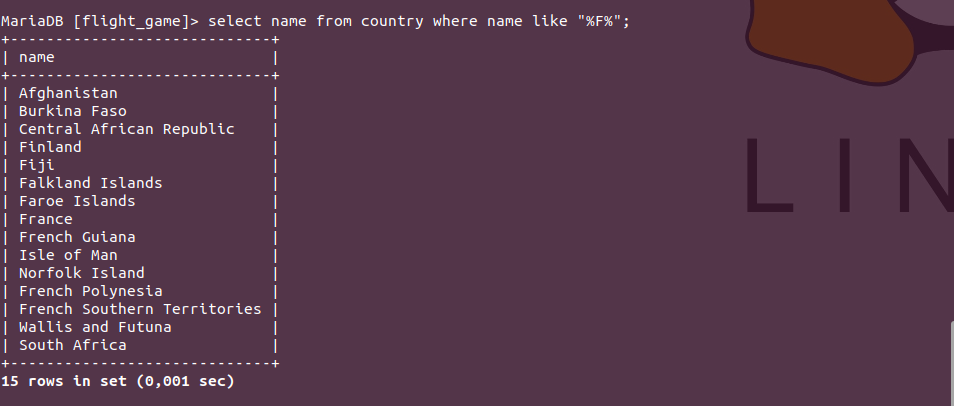 MariaDB [flight_game]> select name from country where name like "%F%";
+----------------------------+
| name                       |
+----------------------------+
| Afghanistan                |
| Burkina Faso               |
| Central African Republic   |
| Finland                    |
| Fiji                       |
| Falkland Islands           |
| Faroe Islands              |
| France                     |
| French Guiana              |
| Isle of Man                |
| Norfolk Island             |
| French Polynesia           |
| French Southern Territories |
| Wallis and Futuna          |
| South Africa               |
+----------------------------+
15 rows in set (0,001 sec)
LIN